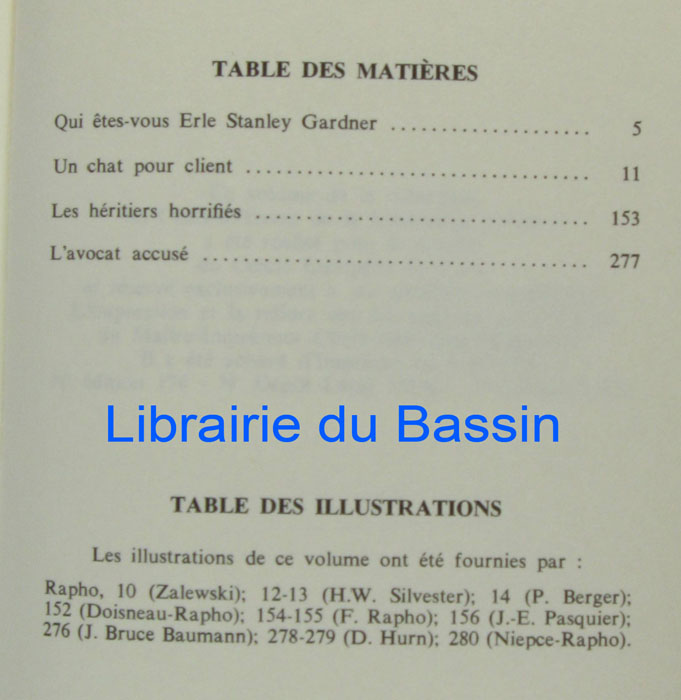 TABLE DES MATIÈRES
Qui êtes-vous Erle Stanley Gardner .................... 5
Un chat pour client .................................. 11
Les héritiers horrifiés ................................. 153
L'avocat accusé ...................................... 277
Librairie du Bassin
TABLE DES ILLUSTRATIONS
Les illustrations de ce volume ont été fournies par :
Rapho, 10 (Zalewski); 12-13 (H.W. Silvester); 14 (P. Berger);
152 (Doisneau-Rapho); 154-155 (F. Rapho); 156 (J.-E. Pasquier);
276 (J. Bruce Baumann); 278-279 (D. Hurn); 280 (Niepce-Rapho).